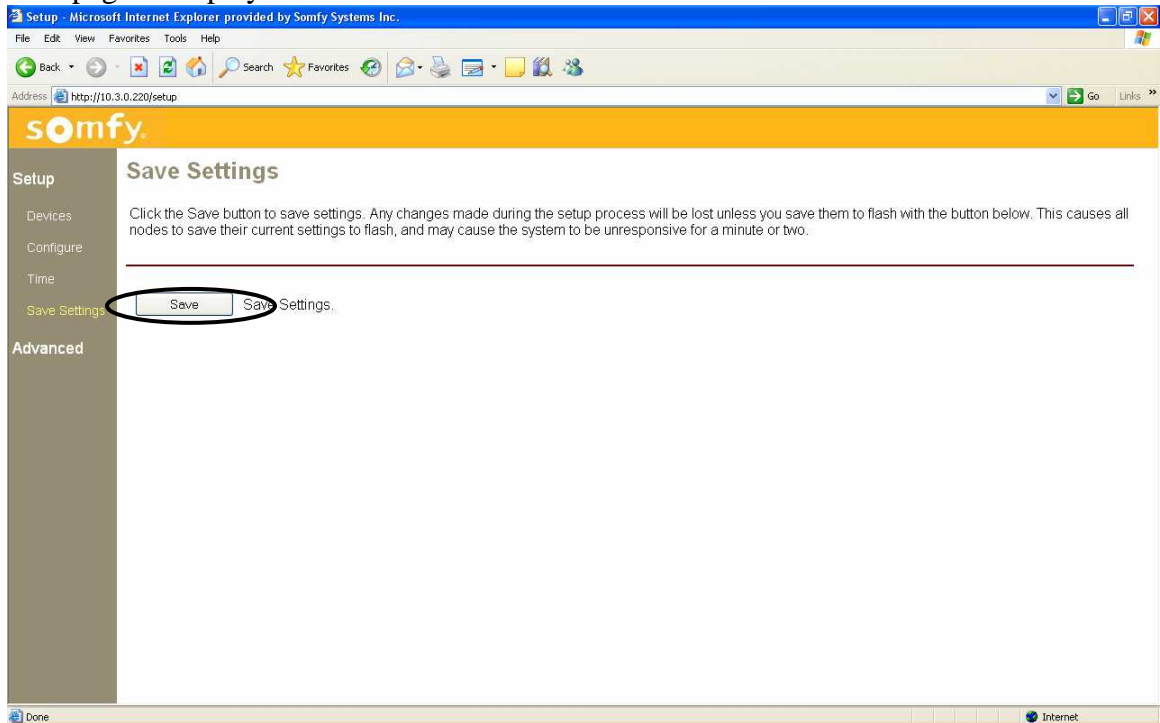 Setup - Microsoft Internet Explorer provided by Somfy Systems Inc.
File Edit View Favorites Tools Help
Back Search Favorites
Address http://10.3.0.220/setup Go Links »
somfy.
Setup
Devices
Configure
Time
Save Settings
Advanced
Save Settings
Click the Save button to save settings. Any changes made during the setup process will be lost unless you save them to flash with the button below. This causes all
nodes to save their current settings to flash, and may cause the system to be unresponsive for a minute or two.
Save Save Settings.
Done Internet